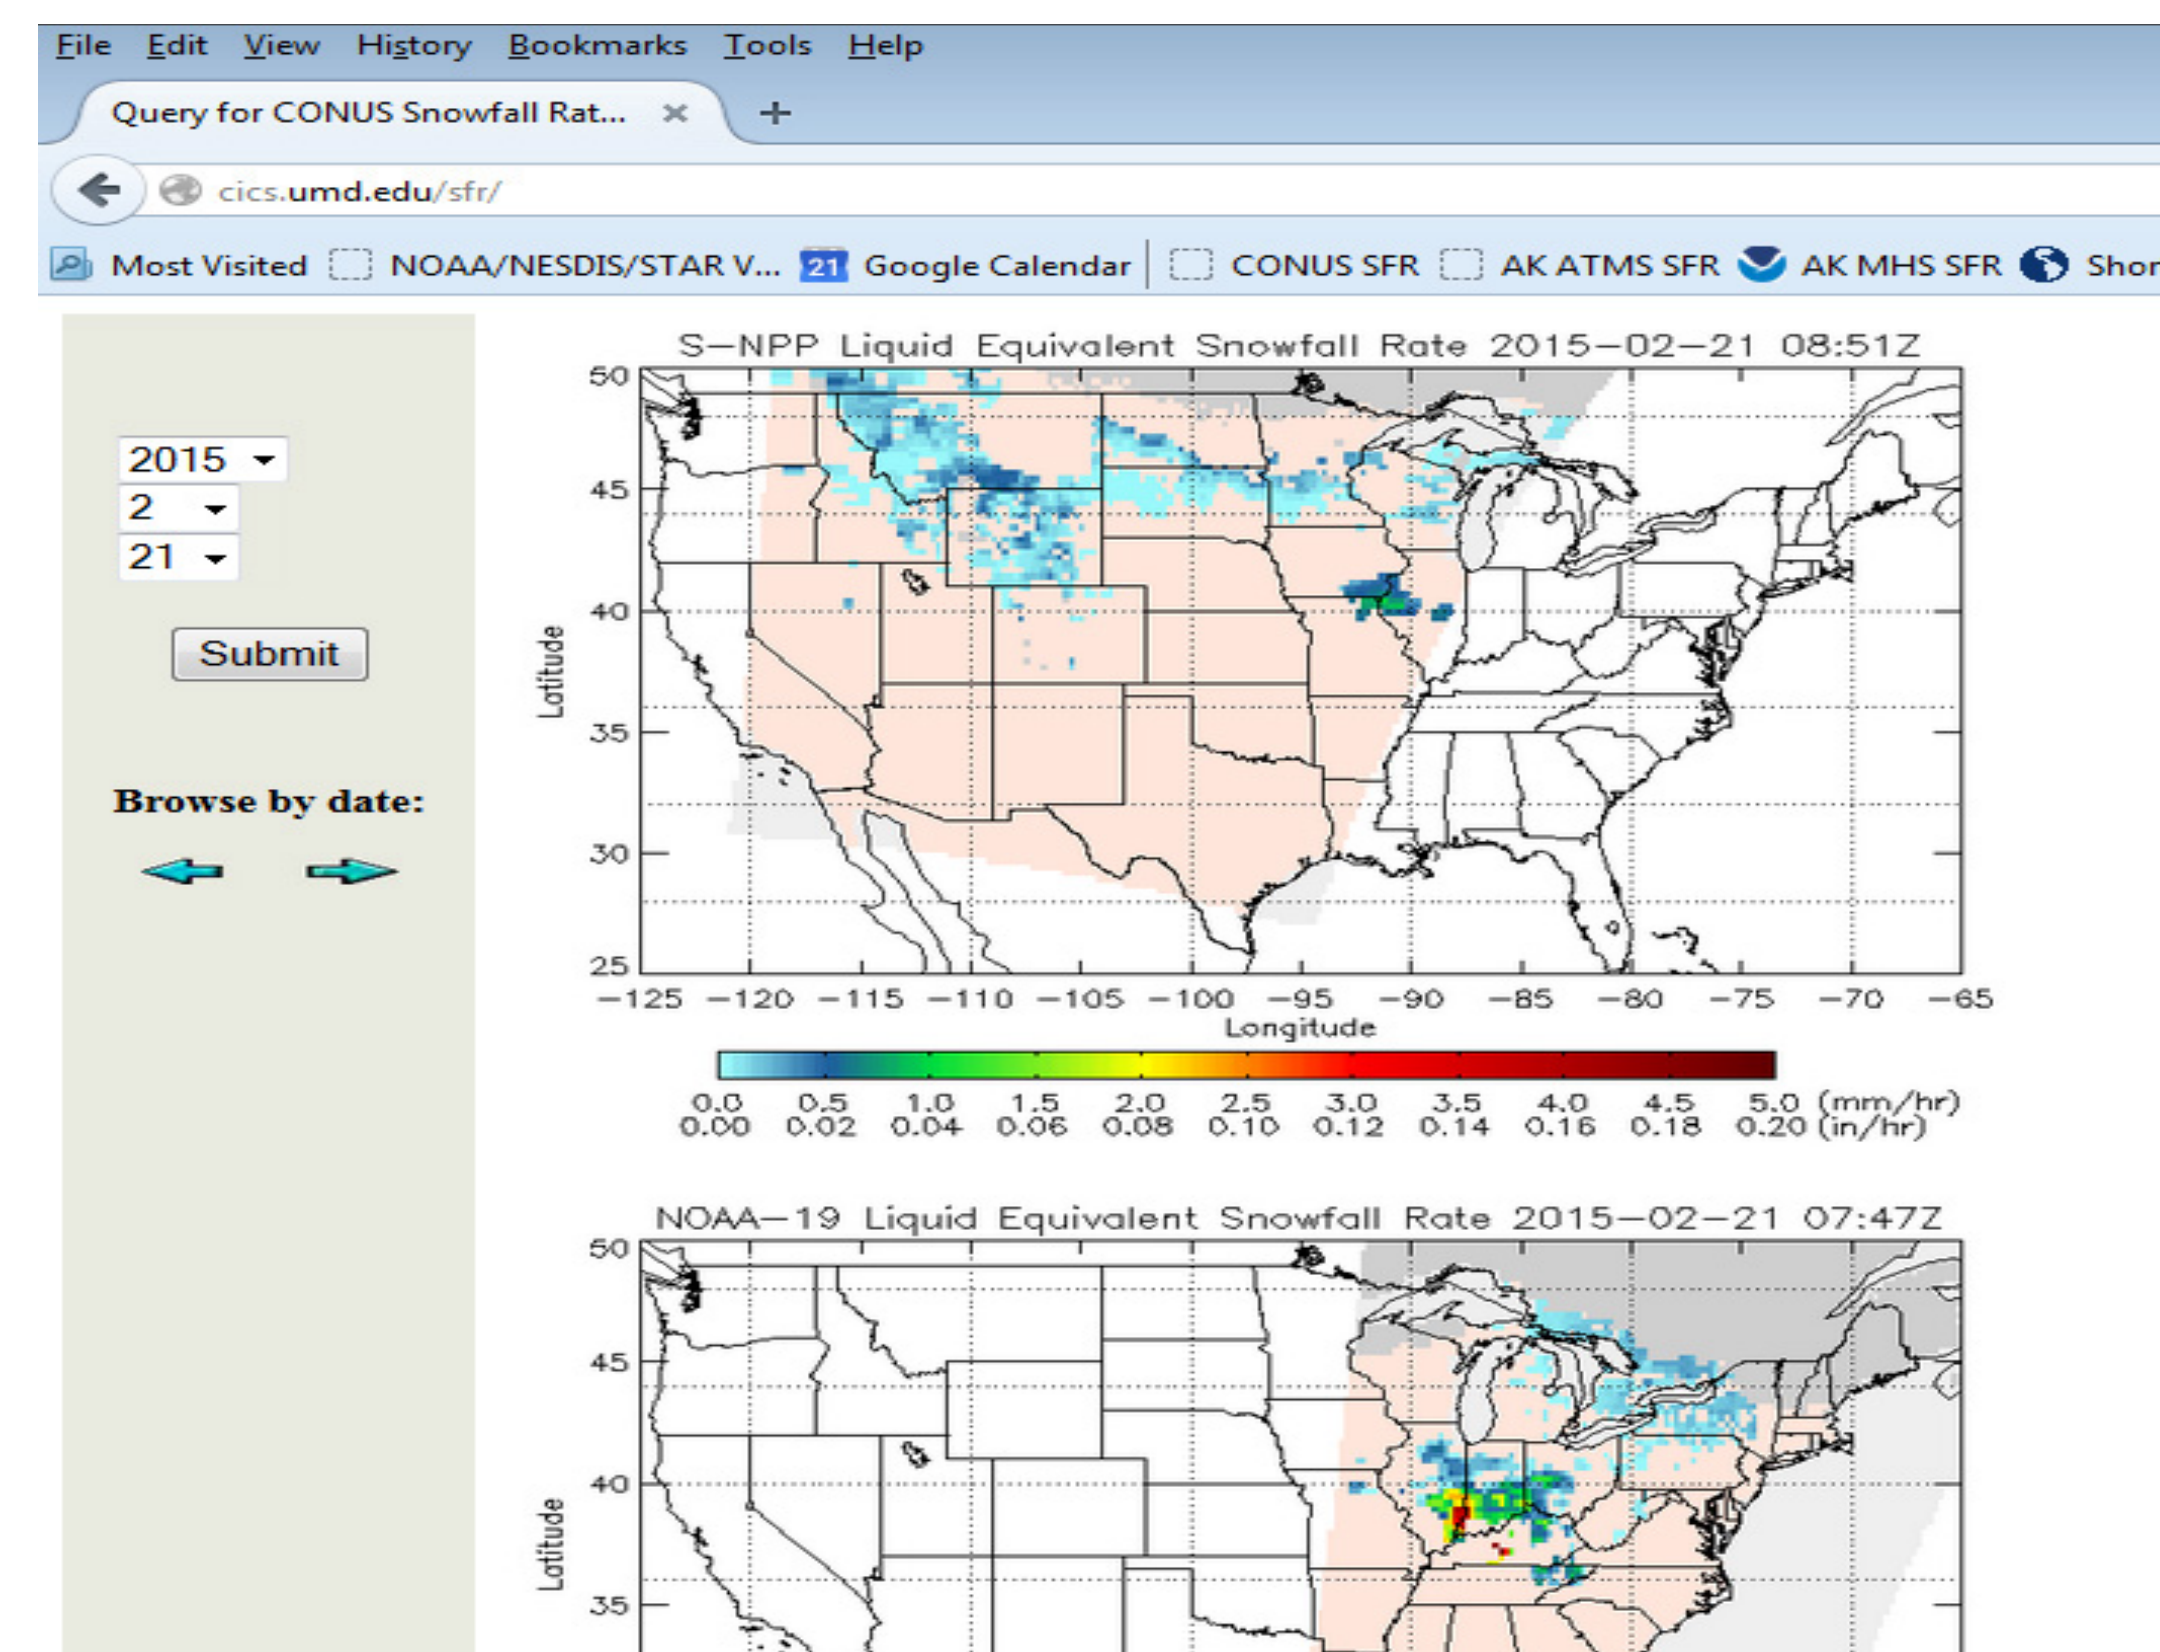 File Edit View History Bookmarks Tools Help
Query for CONUS Snowfall Rat... × +
cics.umd.edu/sfr/
Most Visited NOAA/NESDIS/STAR V... 21 Google Calendar CONUS SFR AK ATMS SFR AK MHS SFR Shor
2015
2
21
Submit
Browse by date:
S-NPP Liquid Equivalent Snowfall Rate 2015-02-21 08:51Z
50
45
40
35
30
25
Latitude
-125 -120 -115 -110 -105 -100 -95 -90 -85 -80 -75 -70 -65
Longitude
0.0 0.5 1.0 1.5 2.0 2.5 3.0 3.5 4.0 4.5 5.0 (mm/hr)
0.00 0.02 0.04 0.06 0.08 0.10 0.12 0.14 0.16 0.18 0.20 (in/hr)
NOAA-19 Liquid Equivalent Snowfall Rate 2015-02-21 07:47Z
50
45
40
35
Latitude